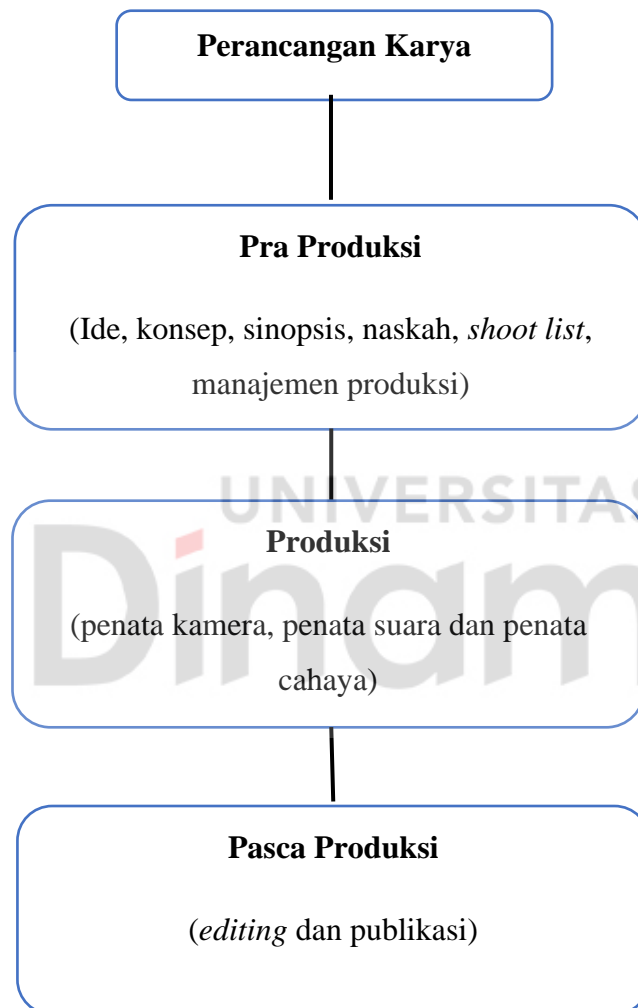 Perancangan Karya
Pra Produksi
(Ide, konsep, sinopsis, naskah, shoot list,
manajemen produksi)
UNIVERSITAS
Dinam
Produksi
(penata kamera, penata suara dan penata
cahaya)
Pasca Produksi
(editing dan publikasi)